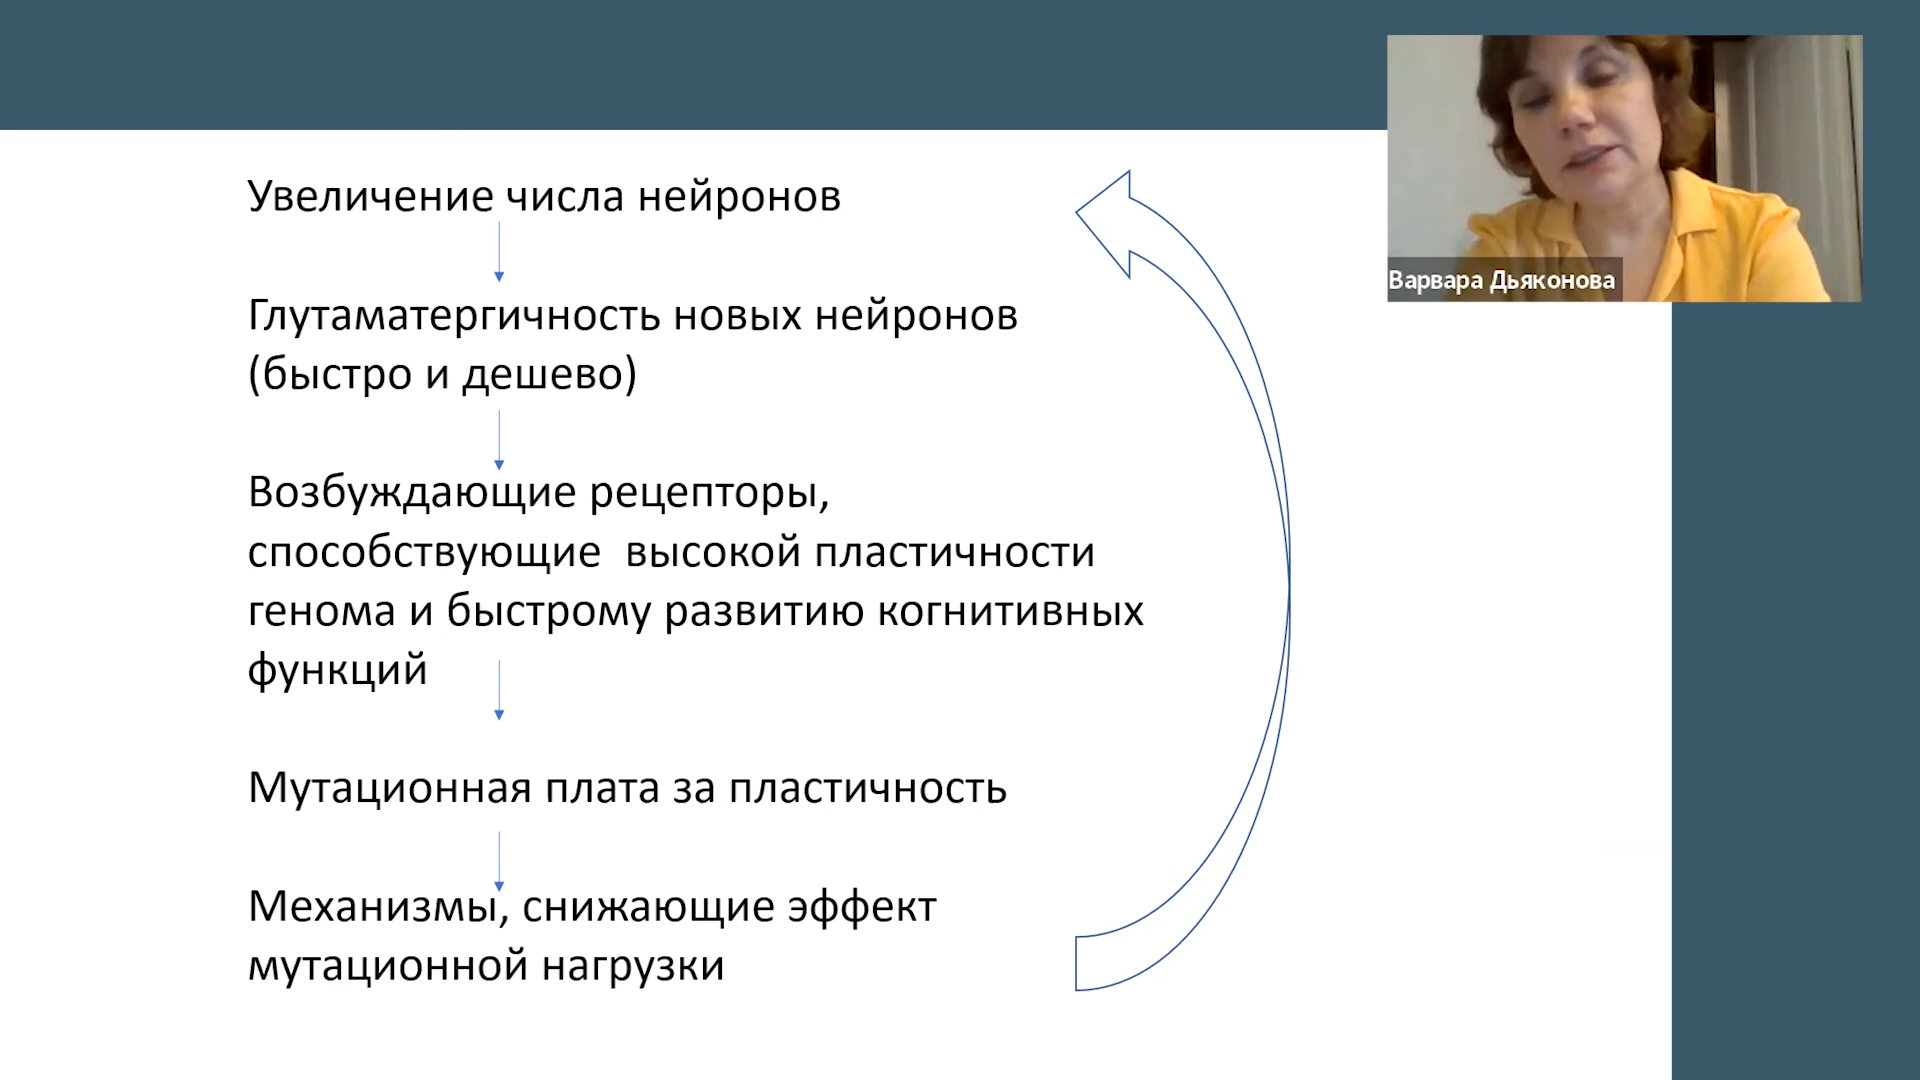 Увеличение числа нейронов
Глутаматергичность новых нейронов
(быстро и дешево)
Возбуждающие рецепторы,
способствующие  высокой пластичности
генома и быстрому развитию когнитивных
функций
Мутационная плата за пластичность
Механизмы, снижающие эффект
мутационной нагрузки
Варвара Дьяконова